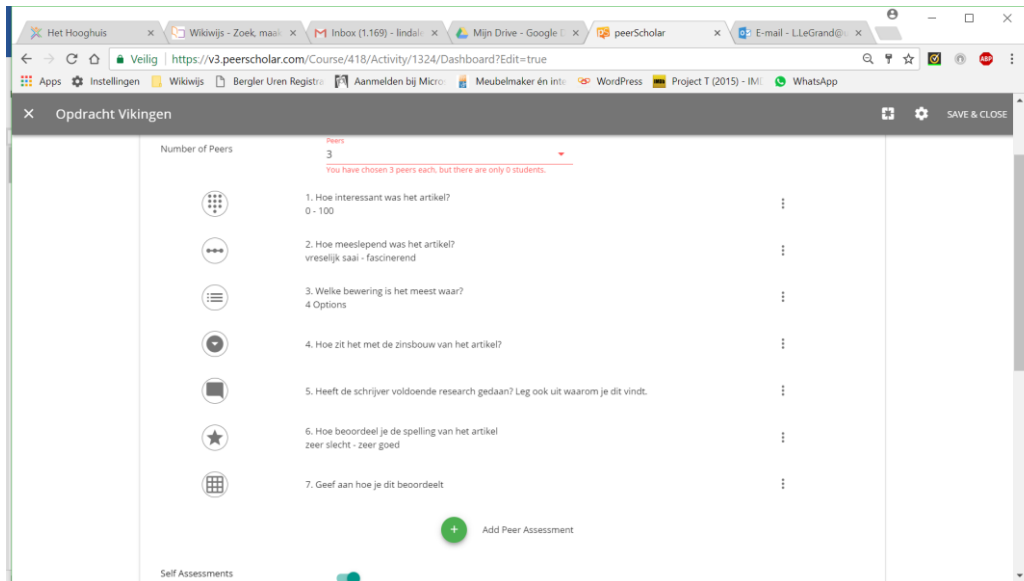 Het Hooghuis
Wikiwijs - Zoek, maak
Inbox (1.169) - lindale
Mijn Drive - Google D
peerScholar
E-mail - L.LeGrand@u
Veilig https://v3.peerscholar.com/Course/418/Activity/1324/Dashboard?Edit=true
ABP
Apps Instellingen Wikiwijs Bergler Uren Registra Aanmelden bij Micros Meubelmaker én inte WordPress Project T (2015) - IMD WhatsApp
Opdracht Vikingen
SAVE & CLOSE
Number of Peers
Peers
3
You have chosen 3 peers each, but there are only 0 students.
1. Hoe interessant was het artikel?
0 - 100
2. Hoe meeslepend was het artikel?
vreselijk saai - fascinerend
3. Welke bewering is het meest waar?
4 Options
4. Hoe zit het met de zinsbouw van het artikel?
5. Heeft de schrijver voldoende research gedaan? Leg ook uit waarom je dit vindt.
6. Hoe beoordeel je de spelling van het artikel
zeer slecht - zeer goed
7. Geef aan hoe je dit beoordeelt
Add Peer Assessment
Self Assessments